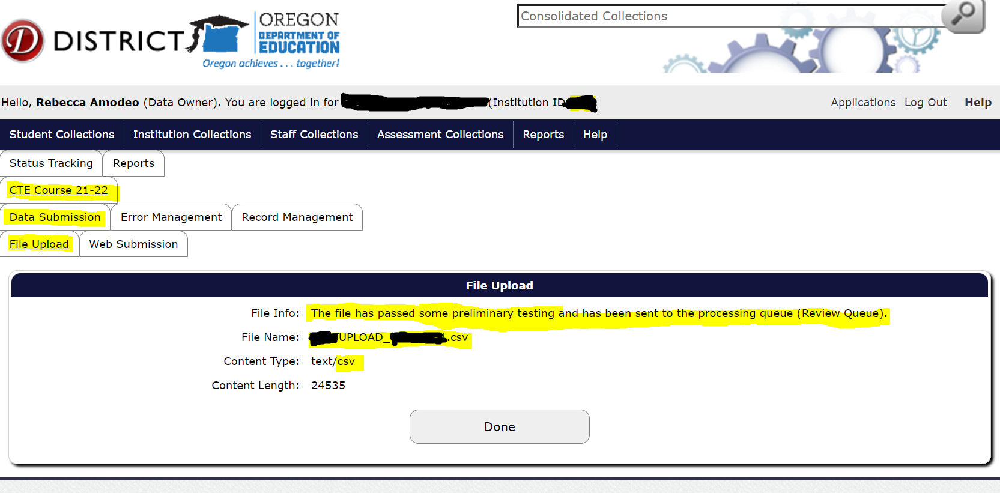 D DISTRICT
OREGON
DEPARTMENT OF
EDUCATION
Oregon achieves . . . together!
Consolidated Collections
Hello, Rebecca Amodeo (Data Owner). You are logged in for (Institution ID
Applications Log Out Help
Student Collections Institution Collections Staff Collections Assessment Collections Reports Help
Status Tracking Reports
CTE Course 21-22
Data Submission Error Management Record Management
File Upload Web Submission
File Upload
File Info: The file has passed some preliminary testing and has been sent to the processing queue (Review Queue).
File Name: UPLOAD_ .csv
Content Type: text/csv
Content Length: 24535
Done